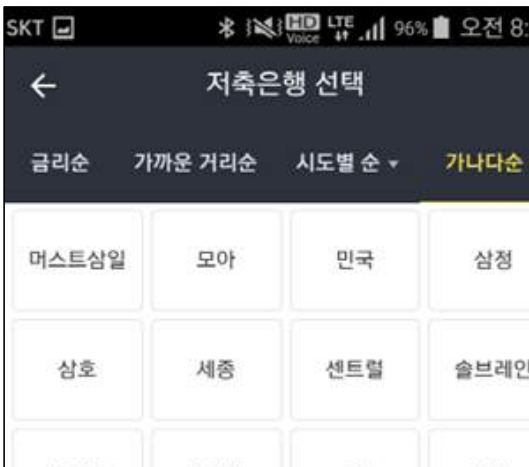 SKT HD Voice LTE 96% 오전 8:
저축은행 선택
금리순 가까운 거리순 시도별 순 가나다순
머스트삼일 모아 민국 삼정
삼호 세종 센트럴 솔브레인